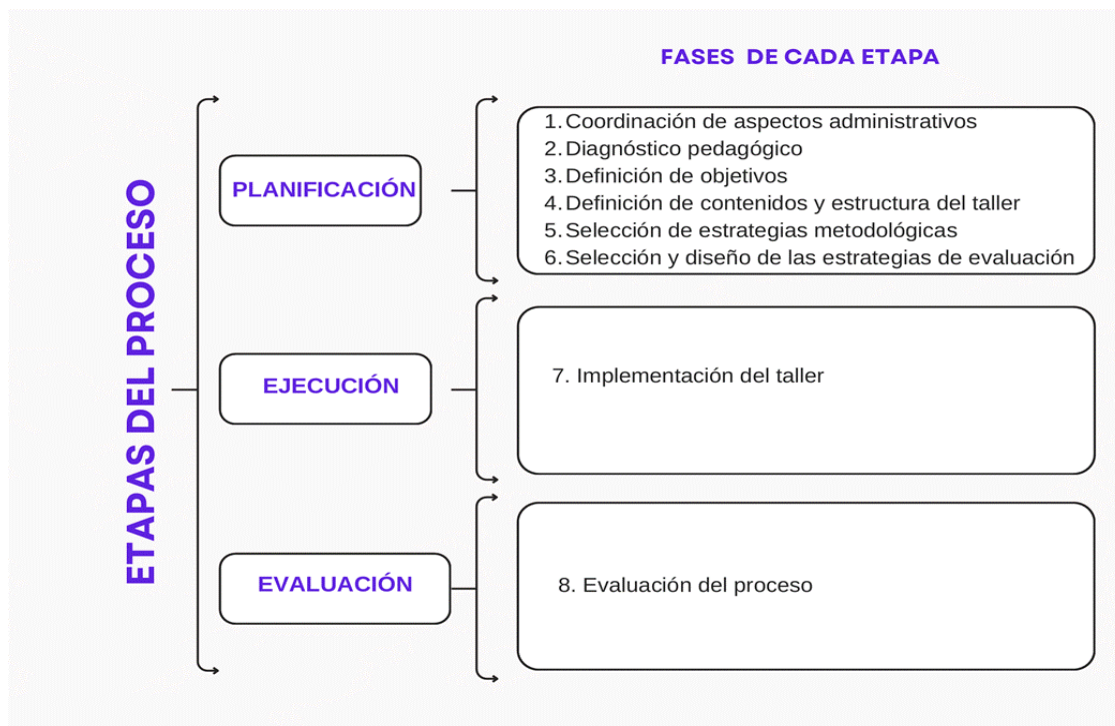 FASES DE CADA ETAPA
ETAPAS DEL PROCESO
PLANIFICACIÓN
1. Coordinación de aspectos administrativos
2. Diagnóstico pedagógico
3. Definición de objetivos
4. Definición de contenidos y estructura del taller
5. Selección de estrategias metodológicas
6. Selección y diseño de las estrategias de evaluación
EJECUCIÓN
7. Implementación del taller
EVALUACIÓN
8. Evaluación del proceso